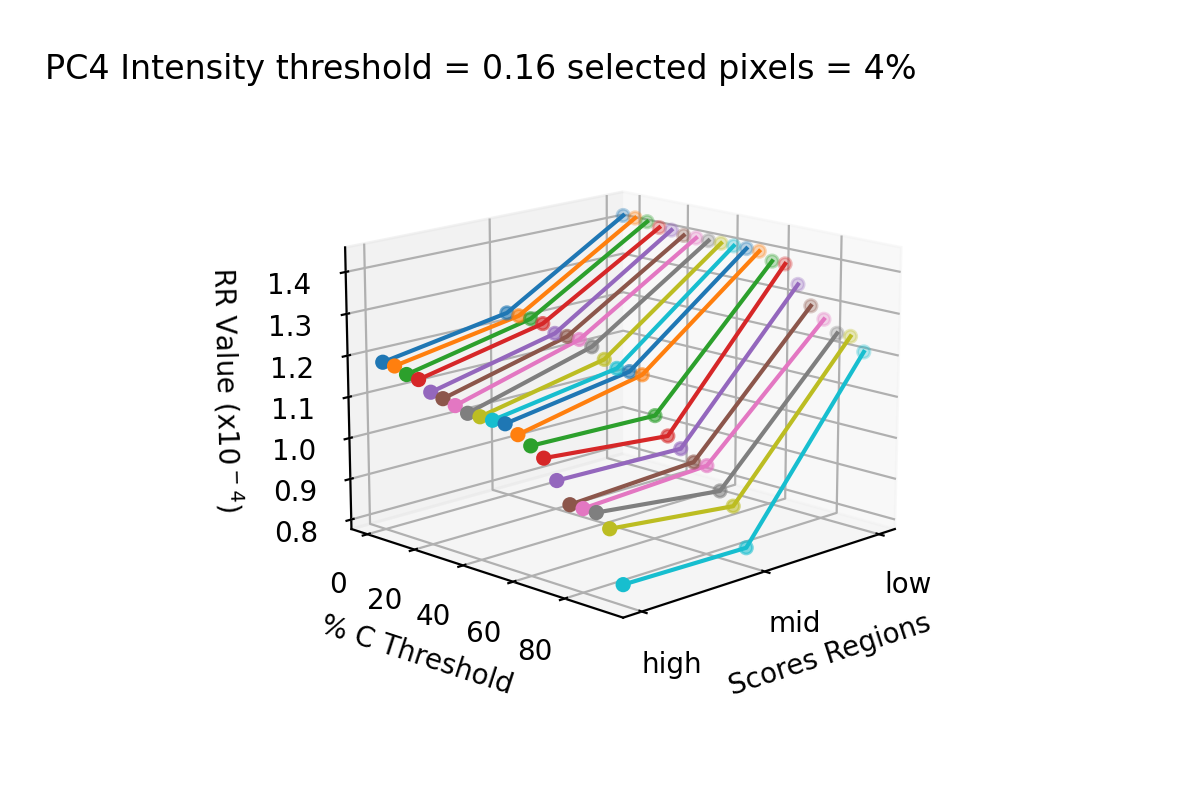 PC4 Intensity threshold = 0.16 selected pixels = 4%
RR Value (x10⁻⁴)
1.4
1.3
1.2
1.1
1.0
0.9
0.8
0
20
40
60
80
% C Threshold
high
mid
low
Scores Regions